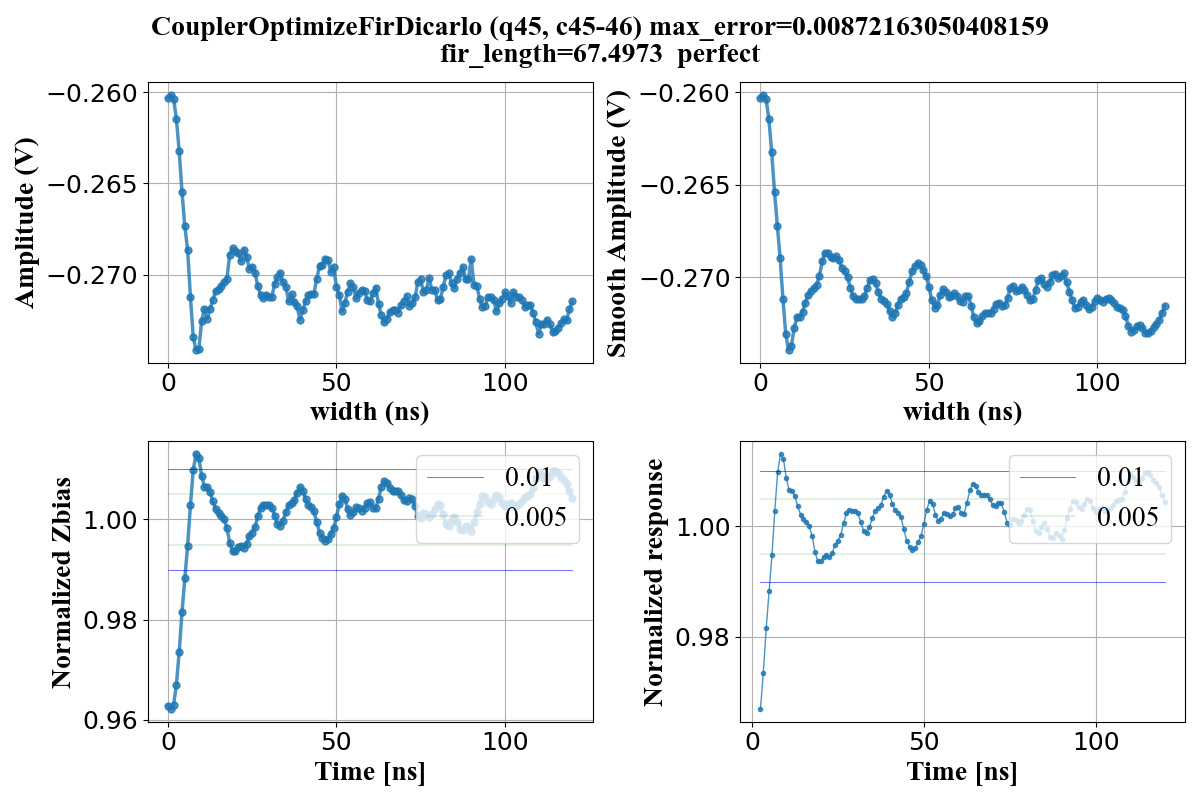 CouplerOptimizeFirDicarlo (q45, c45-46) max_error=0.00872163050408159
fir_length=67.4973  perfect
Amplitude (V)
−0.260
−0.265
−0.270
0
50
100
width (ns)
Smooth Amplitude (V)
−0.260
−0.265
−0.270
0
50
100
width (ns)
Normalized Zbias
1.00
0.98
0.96
0.01
0.005
0
50
100
Time [ns]
Normalized response
1.00
0.98
0.01
0.005
0
50
100
Time [ns]